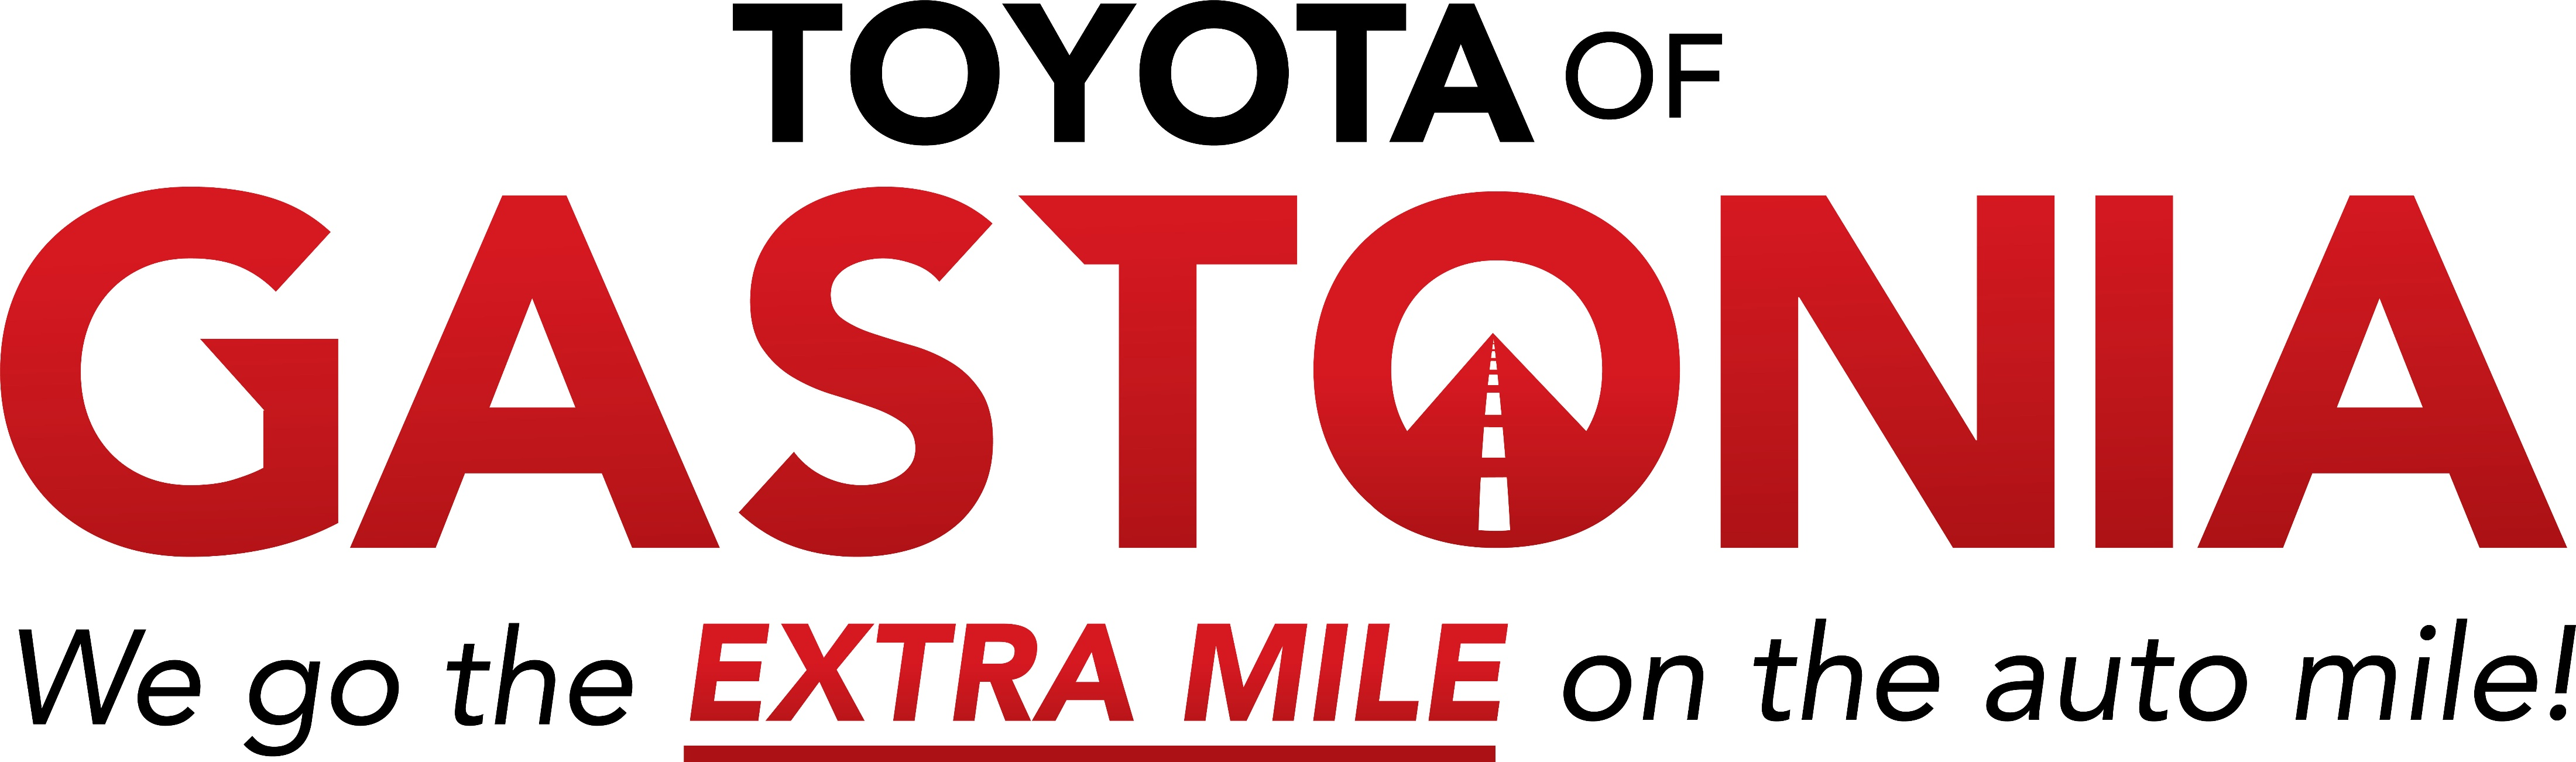 TOYOTA OF
GASTONIA
We go the EXTRA MILE on the auto mile!